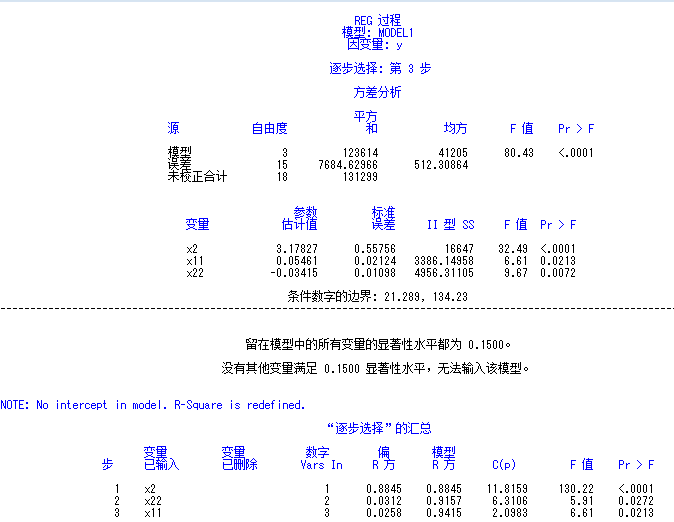 REG 过程
模型: MODEL1
因变量: y
逐步选择: 第 3 步
方差分析
平方
源 自由度 和 均方 F 值 Pr > F
模型 3 123614 41205 80.43 <.0001
误差 15 7684.62966 512.30864
未校正合计 18 131299
参数 标准
变量 估计值 误差 II 型 SS F 值 Pr > F
x2 3.17827 0.55756 16647 32.49 <.0001
x11 0.05461 0.02124 3386.14958 6.61 0.0213
x22 -0.03415 0.01098 4956.31105 9.67 0.0072
条件数字的边界: 21.289, 134.23
留在模型中的所有变量的显著性水平都为 0.1500。
没有其他变量满足 0.1500 显著性水平，无法输入该模型。
NOTE: No intercept in model. R-Square is redefined.
“逐步选择”的汇总
变量 变量 数字 偏 模型
步 已输入 已删除 Vars In R 方 R 方 C(p) F 值 Pr > F
1 x2 1 0.8845 0.8845 11.8159 130.22 <.0001
2 x22 2 0.0312 0.9157 6.3106 5.91 0.0272
3 x11 3 0.0258 0.9415 2.0983 6.61 0.0213